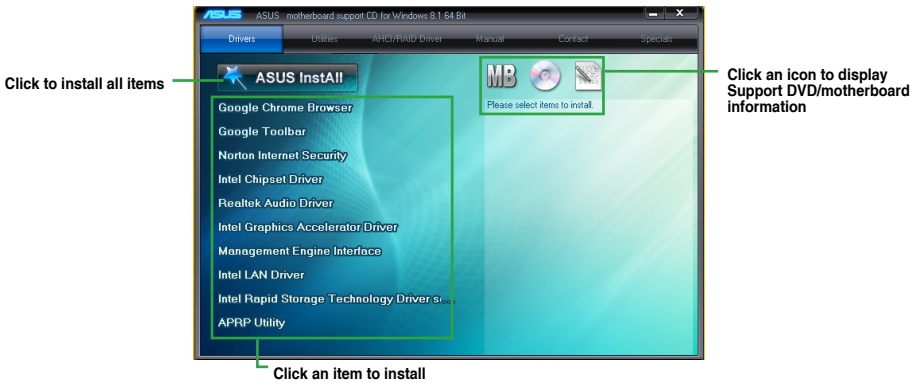 ASUS ASUS motherboard support CD for Windows 8.1 64 Bit
Drivers Utilities AHCI/RAID Driver Manual Contact Specials
Click to install all items
ASUS InstAll
MB
Please select items to install.
Click an icon to display
Support DVD/motherboard
information
Google Chrome Browser
Google Toolbar
Norton Internet Security
Intel Chipset Driver
Realtek Audio Driver
Intel Graphics Accelerator Driver
Management Engine Interface
Intel LAN Driver
Intel Rapid Storage Technology Driver s...
APRP Utility
Click an item to install